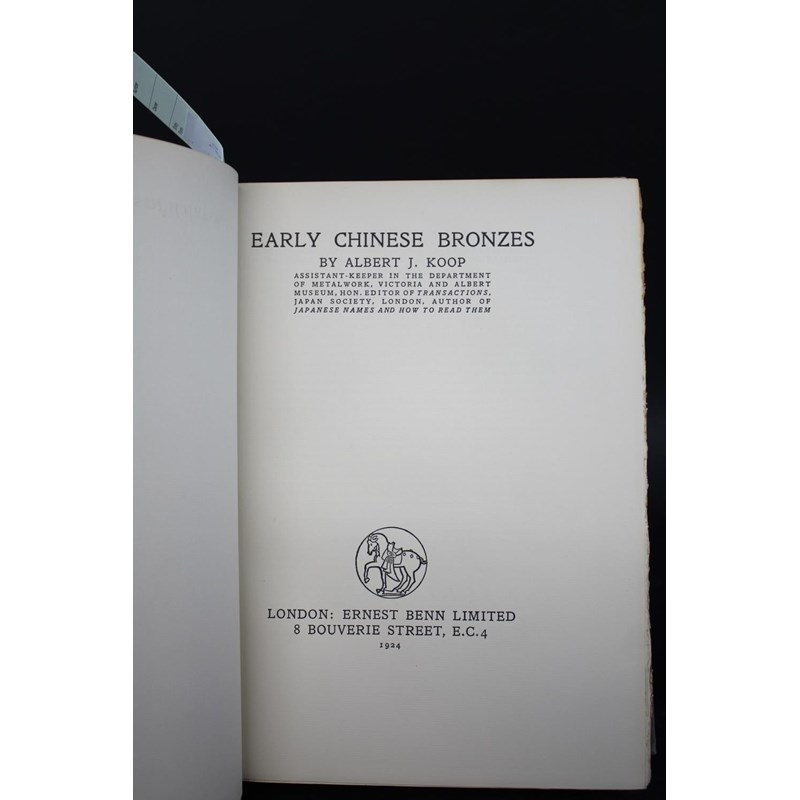 EARLY CHINESE BRONZES
BY ALBERT J. KOOP
ASSISTANT-KEEPER IN THE DEPARTMENT
OF METALWORK, VICTORIA AND ALBERT
MUSEUM, HON. EDITOR OF TRANSACTIONS,
JAPAN SOCIETY, LONDON, AUTHOR OF
JAPANESE NAMES AND HOW TO READ THEM
LONDON: ERNEST BENN LIMITED
8 BOUVERIE STREET, E.C.4
1924